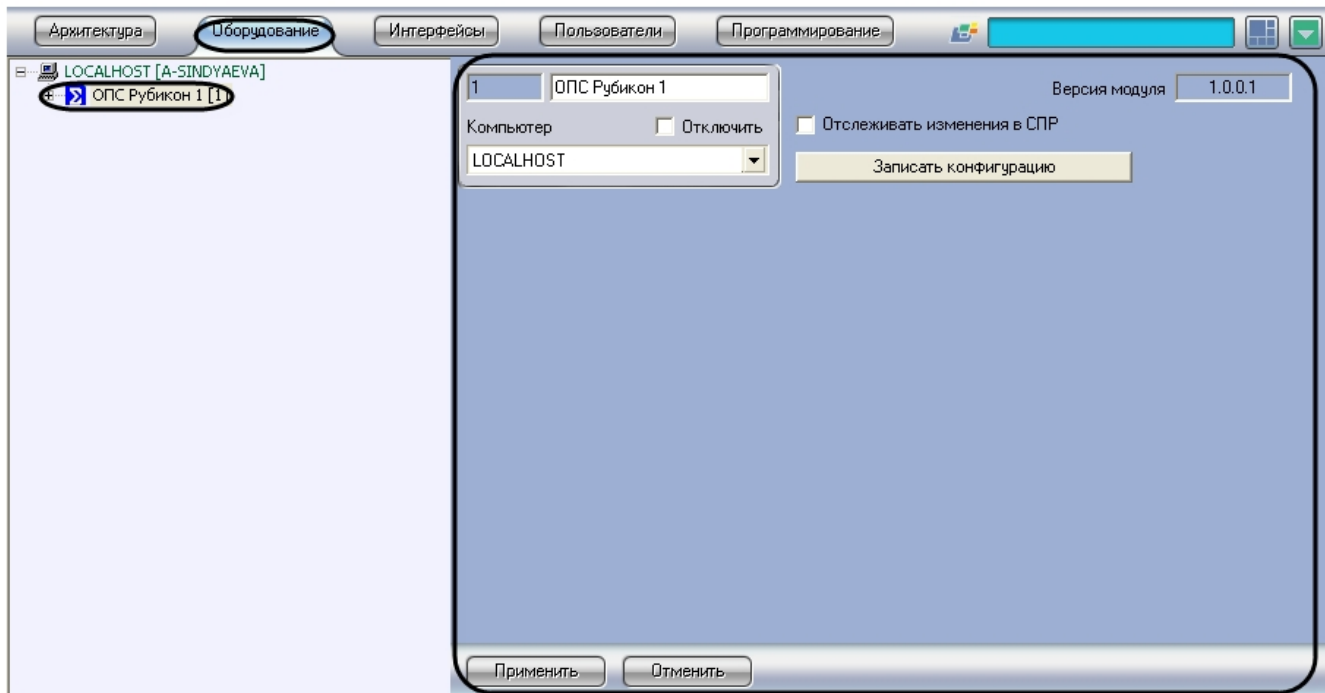 Архитектура Оборудование Интерфейсы Пользователи Программирование
LOCALHOST [A-SINDYAEVA]
ОПС Рубикон 1 [1]
1 ОПС Рубикон 1
Версия модуля 1.0.0.1
Компьютер Отключить
Отслеживать изменения в СПР
LOCALHOST
Записать конфигурацию
Применить Отменить